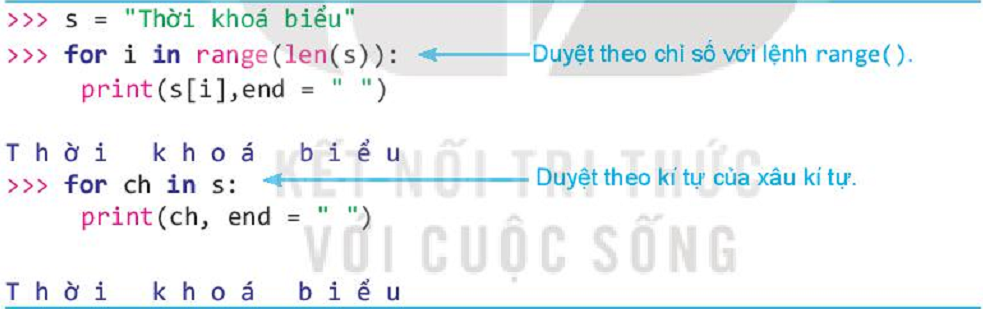 >>> s = "Thời khoá biểu"
>>> for i in range(len(s)): Duyệt theo chỉ số với lệnh range().
print(s[i],end = " ")
T h ờ i   k h o á   b i ể u
>>> for ch in s: Duyệt theo kí tự của xâu kí tự.
print(ch, end = " ")
T h ờ i   k h o á   b i ể u
KẾT NỐI TRI THỨC
VỚI CUỘC SỐNG